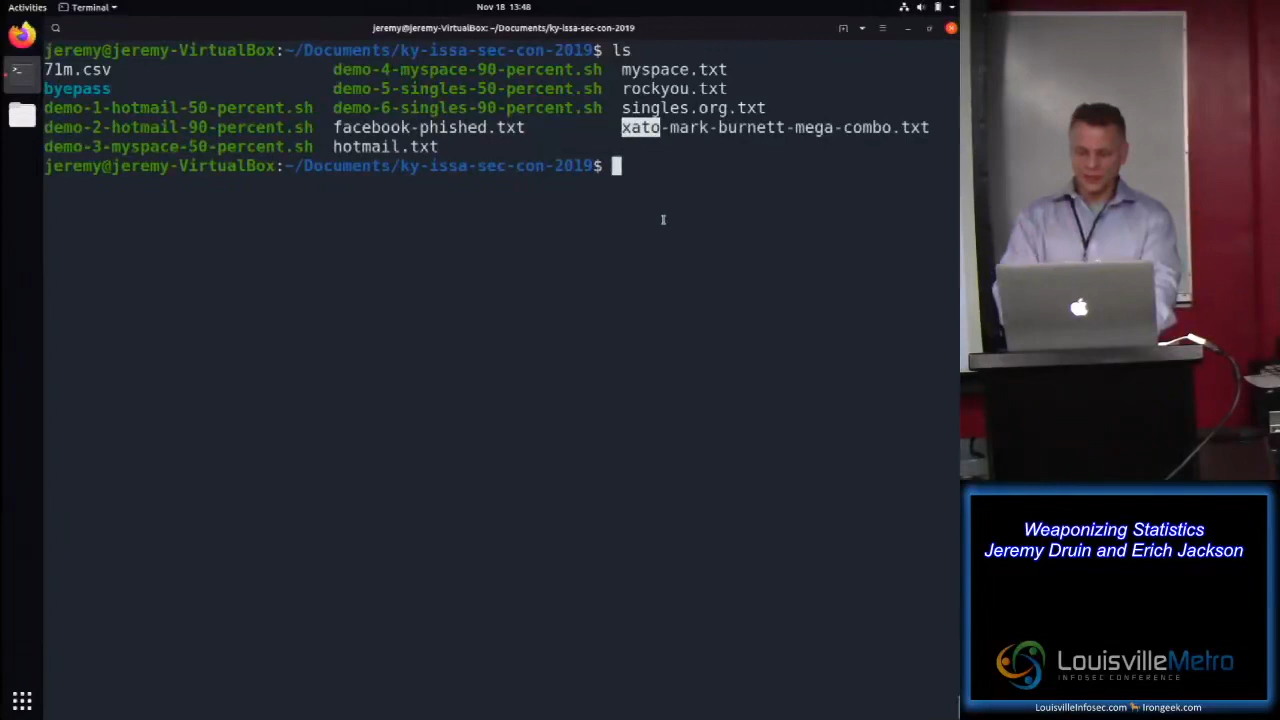 Activities
Terminal
Nov 18 13:48
jeremy@jeremy-VirtualBox: ~/Documents/ky-issa-sec-con-2019
jeremy@jeremy-VirtualBox:~/Documents/ky-issa-sec-con-2019$ ls
71m.csv demo-4-myspace-90-percent.sh myspace.txt
byepass demo-5-singles-50-percent.sh rockyou.txt
demo-1-hotmail-50-percent.sh demo-6-singles-90-percent.sh singles.org.txt
demo-2-hotmail-90-percent.sh facebook-phished.txt xato-mark-burnett-mega-combo.txt
demo-3-myspace-50-percent.sh hotmail.txt
jeremy@jeremy-VirtualBox:~/Documents/ky-issa-sec-con-2019$
Weaponizing Statistics
Jeremy Druin and Erich Jackson
LouisvilleMetro
INFOSEC CONFERENCE
LouisvilleInfosec.com Irongeek.com